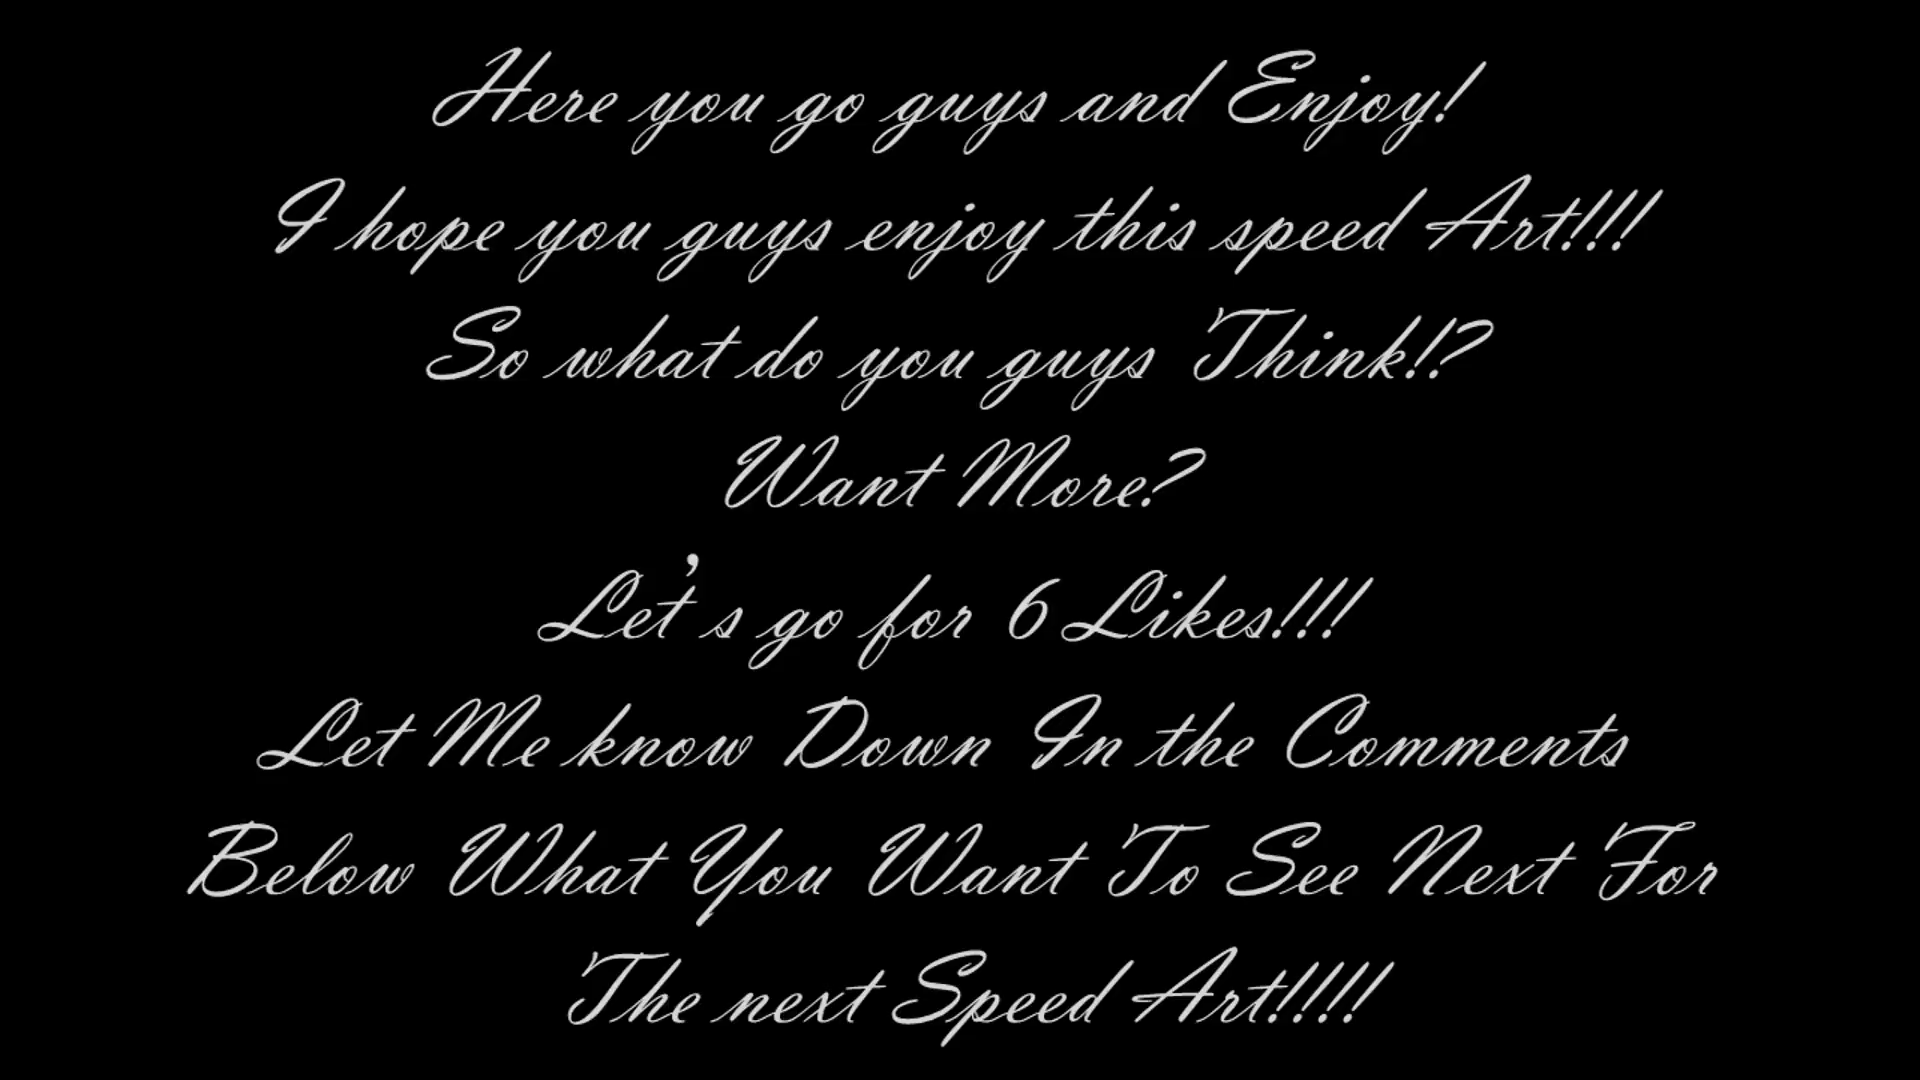 Here you go guys and Enjoy!
I hope you guys enjoy this speed Art!!!
So what do you guys Think!?
Want More?
Let's go for 6 Likes!!!
Let Me know Down In the Comments
Below What You Want To See Next For
The next Speed Art!!!!